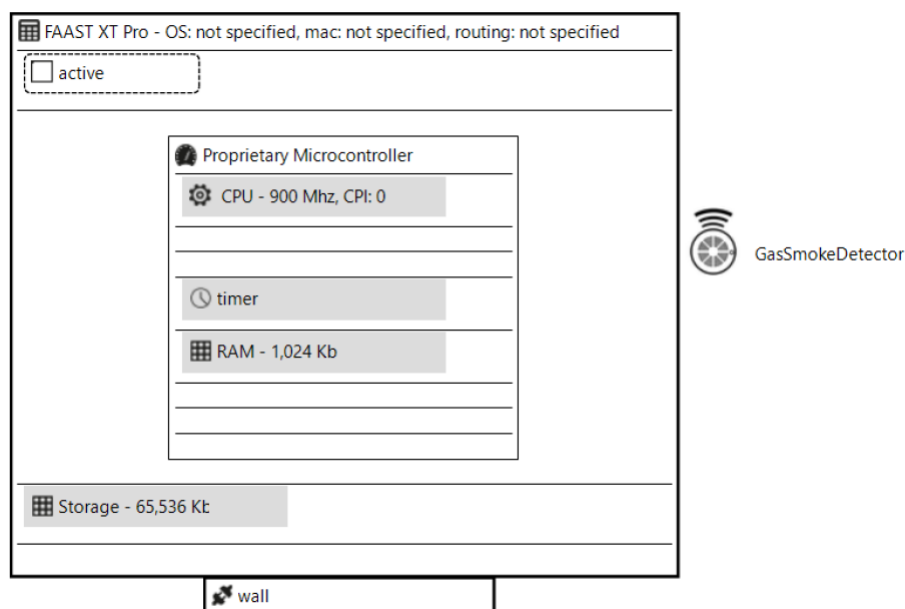 FAAST XT Pro - OS: not specified, mac: not specified, routing: not specified
active
Proprietary Microcontroller
CPU - 900 Mhz, CPI: 0
GasSmokeDetector
timer
RAM - 1,024 Kb
Storage - 65,536 Kb
wall